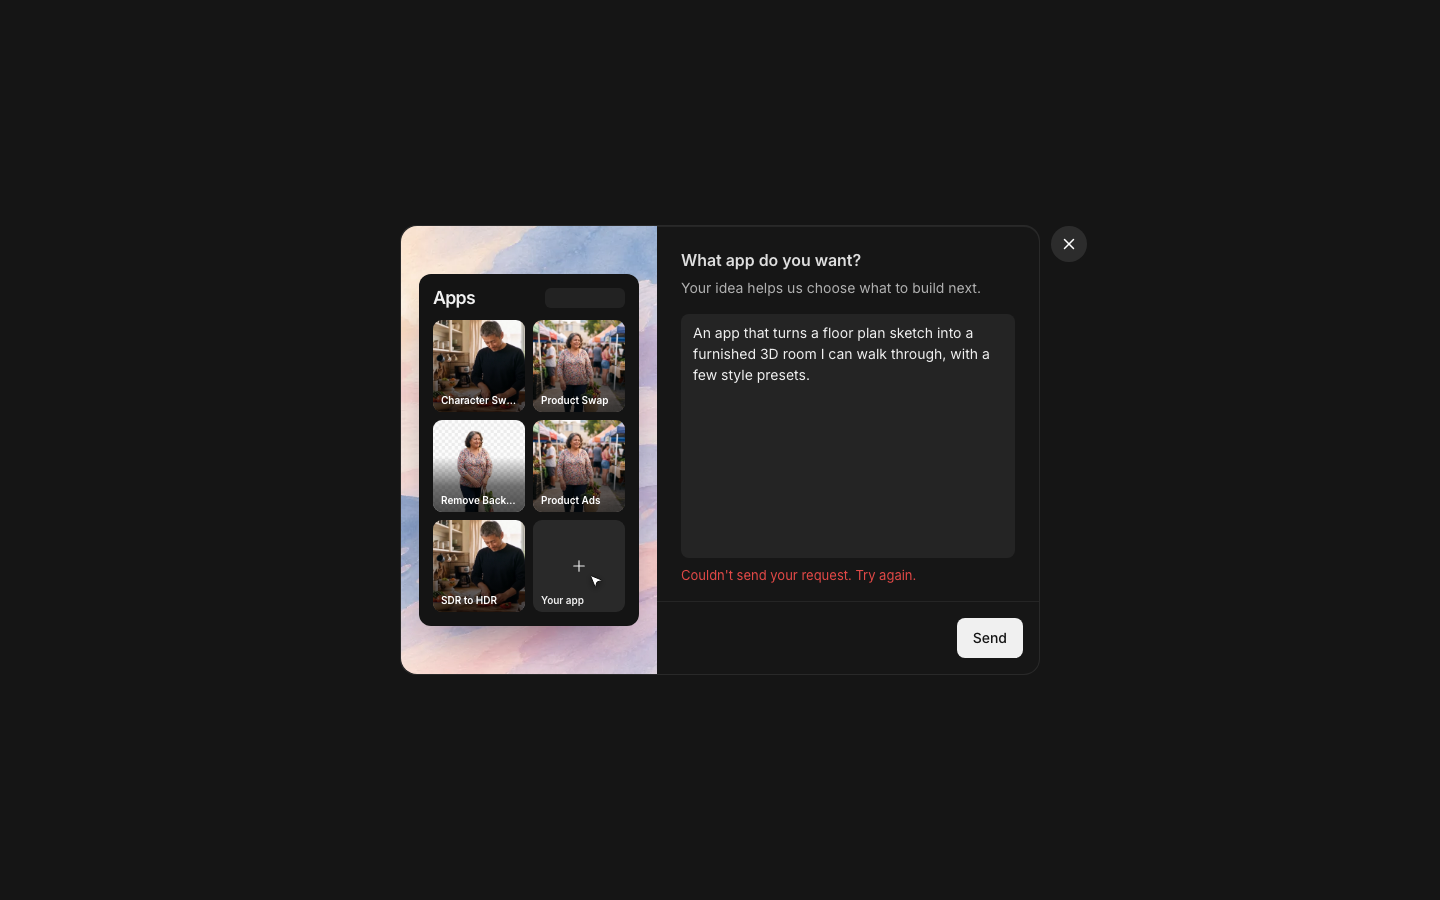 Apps
Character Sw...
Product Swap
Remove Back...
Product Ads
SDR to HDR
Your app
What app do you want?
Your idea helps us choose what to build next.
An app that turns a floor plan sketch into a
furnished 3D room I can walk through, with a
few style presets.
Couldn't send your request. Try again.
Send